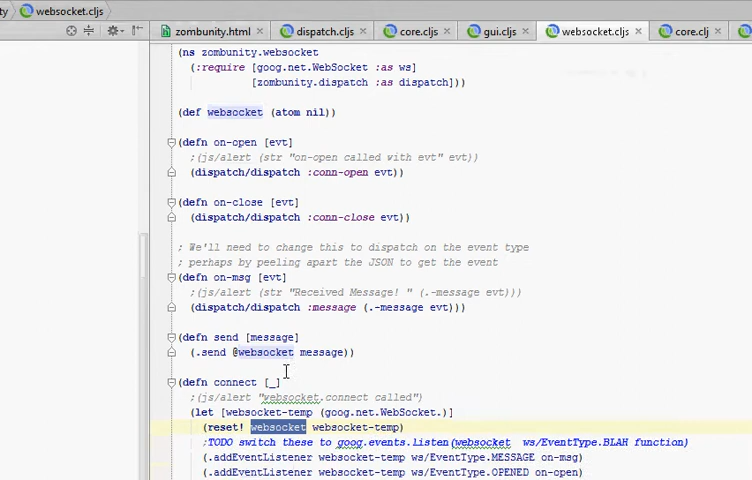 ty websocket.cljs
zombunity.html dispatch.cljs core.cljs gui.cljs websocket.cljs core.clj
(ns zombunity.websocket
(:require [goog.net.WebSocket :as ws]
[zombunity.dispatch :as dispatch]))
(def websocket (atom nil))
(defn on-open [evt]
;(js/alert (str "on-open called with evt" evt))
(dispatch/dispatch :conn-open evt))
(defn on-close [evt]
(dispatch/dispatch :conn-close evt))
; We'll need to change this to dispatch on the event type
; perhaps by peeling apart the JSON to get the event
(defn on-msg [evt]
;(js/alert (str "Received Message! " (.-message evt)))
(dispatch/dispatch :message (.-message evt)))
(defn send [message]
(.send @websocket message))
(defn connect [_]
;(js/alert "websocket.connect called")
(let [websocket-temp (goog.net.WebSocket.)]
(reset! websocket websocket-temp)
;TODO switch these to goog.events.listen(websocket ws/EventType.BLAH function)
(.addEventListener websocket-temp ws/EventType.MESSAGE on-msg)
(.addEventListener websocket-temp ws/EventType.OPENED on-open)